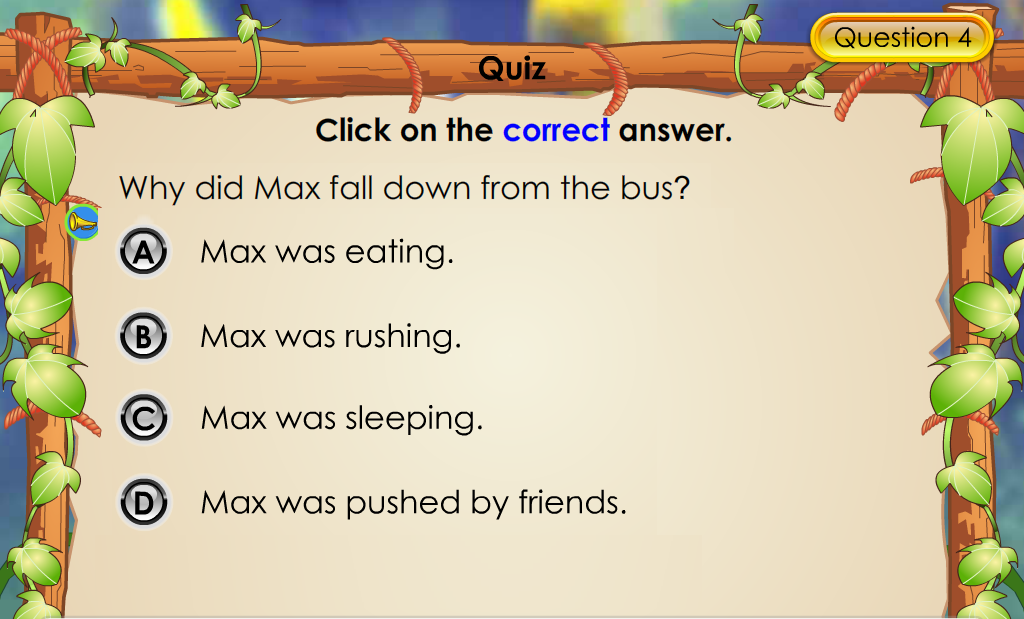 Question 4
Quiz
Click on the correct answer.
Why did Max fall down from the bus?
A Max was eating.
B Max was rushing.
C Max was sleeping.
D Max was pushed by friends.